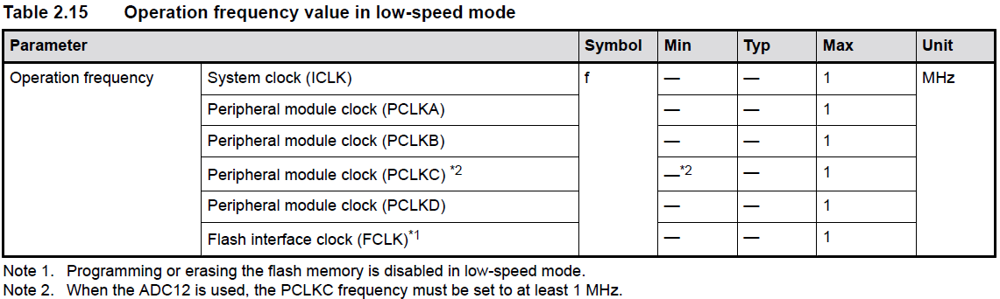 Table 2.15 Operation frequency value in low-speed mode
Parameter Symbol Min Typ Max Unit
Operation frequency System clock (ICLK) f — — 1 MHz
Peripheral module clock (PCLKA) — — 1
Peripheral module clock (PCLKB) — — 1
Peripheral module clock (PCLKC) *2 —*2 — 1
Peripheral module clock (PCLKD) — — 1
Flash interface clock (FCLK)*1 — — 1
Note 1. Programming or erasing the flash memory is disabled in low-speed mode.
Note 2. When the ADC12 is used, the PCLKC frequency must be set to at least 1 MHz.